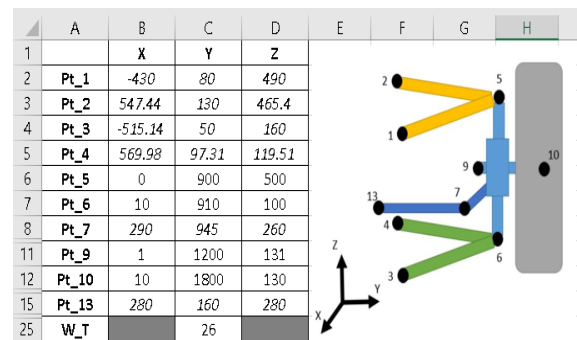 A B C D E F G H
1 X Y Z
2 Pt_1 -430 80 490
3 Pt_2 547.44 130 465.4
4 Pt_3 -515.14 50 160
5 Pt_4 569.98 97.31 119.51
6 Pt_5 0 900 500
7 Pt_6 10 910 100
8 Pt_7 290 945 260
11 Pt_9 1 1200 131
12 Pt_10 10 1800 130
15 Pt_13 280 160 280
25 W_T 26
2 5
1
9 10
13 7
4
6
3
Z
Y
X